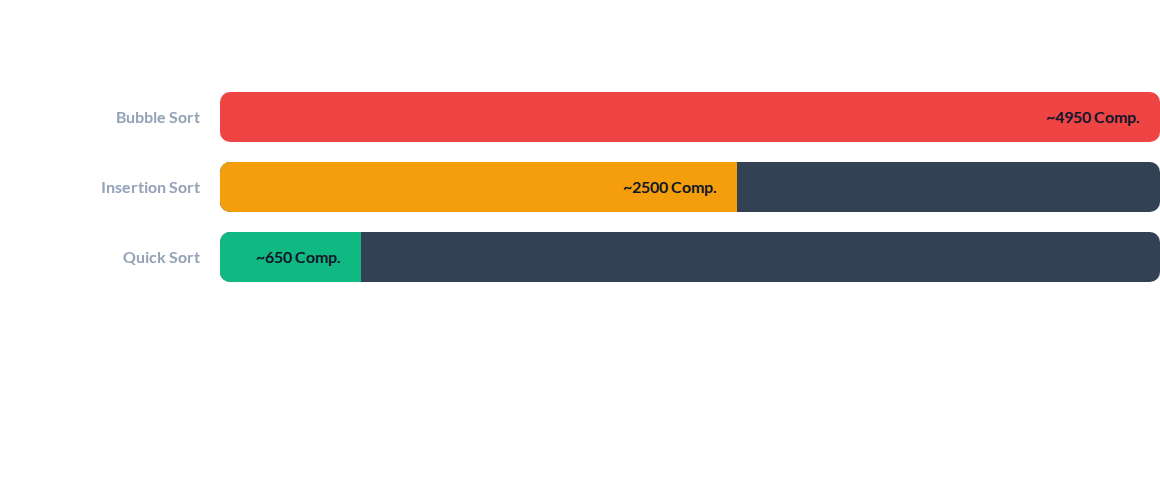 Bubble Sort ~4950 Comp.
Insertion Sort ~2500 Comp.
Quick Sort ~650 Comp.